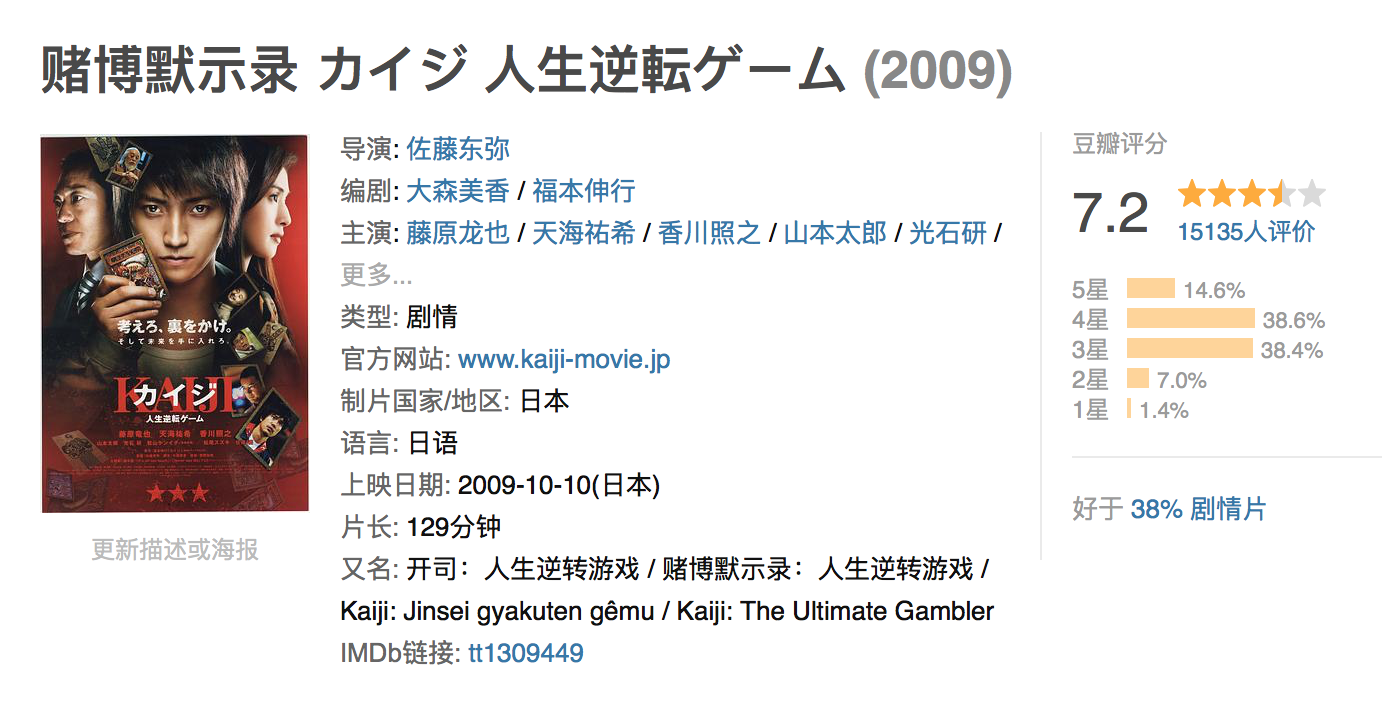 赌博默示录 カイジ 人生逆転ゲーム (2009)
考えろ、裏をかけ。
そして未来を手に入れろ。
KAIJI
カイジ
人生逆転ゲーム
藤原竜也 天海祐希 香川照之
更新描述或海报
导演: 佐藤东弥
编剧: 大森美香 / 福本伸行
主演: 藤原龙也 / 天海祐希 / 香川照之 / 山本太郎 / 光石研 /
更多...
类型: 剧情
官方网站: www.kaiji-movie.jp
制片国家/地区: 日本
语言: 日语
上映日期: 2009-10-10(日本)
片长: 129分钟
又名: 开司：人生逆转游戏 / 赌博默示录：人生逆转游戏 /
Kaiji: Jinsei gyakuten gêmu / Kaiji: The Ultimate Gambler
IMDb链接: tt1309449
豆瓣评分
7.2
15135人评价
5星 14.6%
4星 38.6%
3星 38.4%
2星 7.0%
1星 1.4%
好于 38% 剧情片